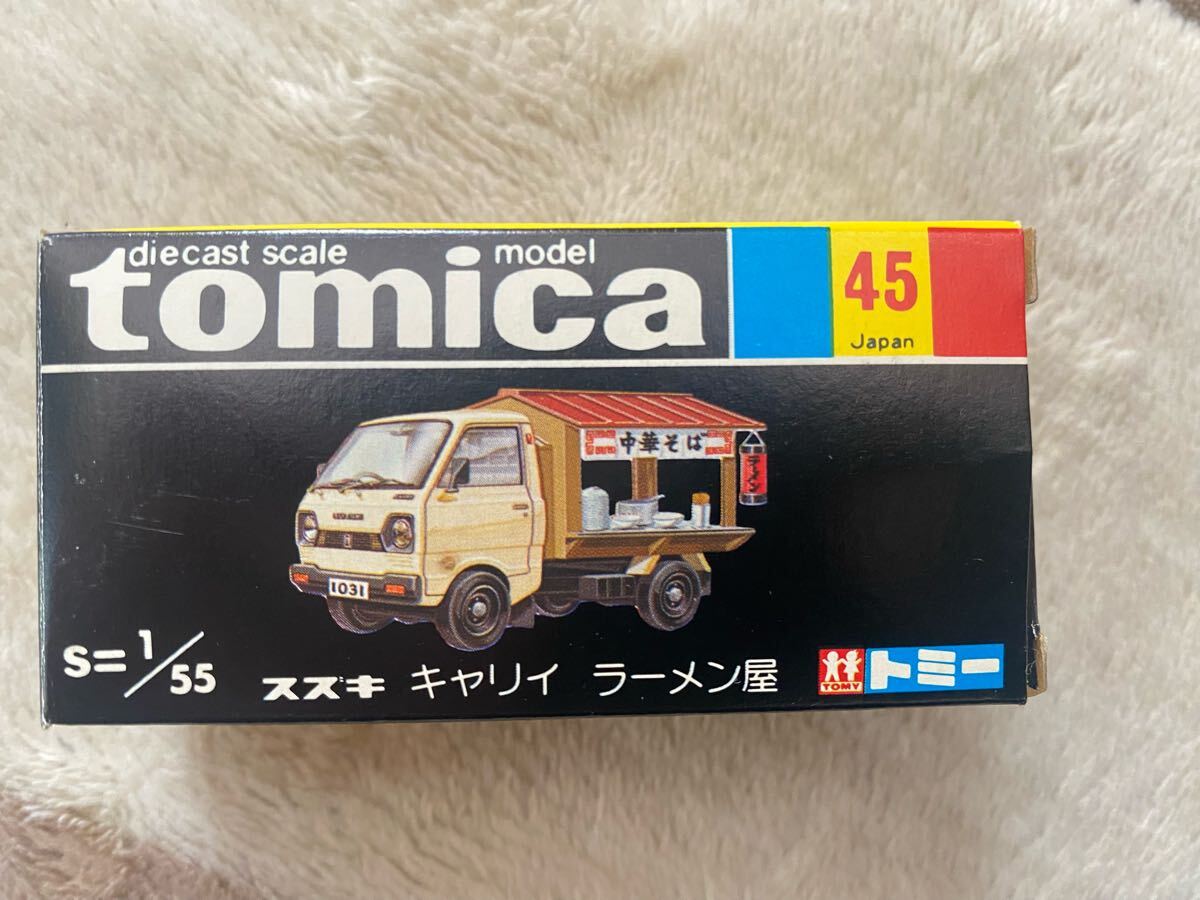 diecast scale model
tomica
45
Japan
中華そば
ラーメン
1031
S=1/55
スズキ キャリイ ラーメン屋
TOMY
トミー